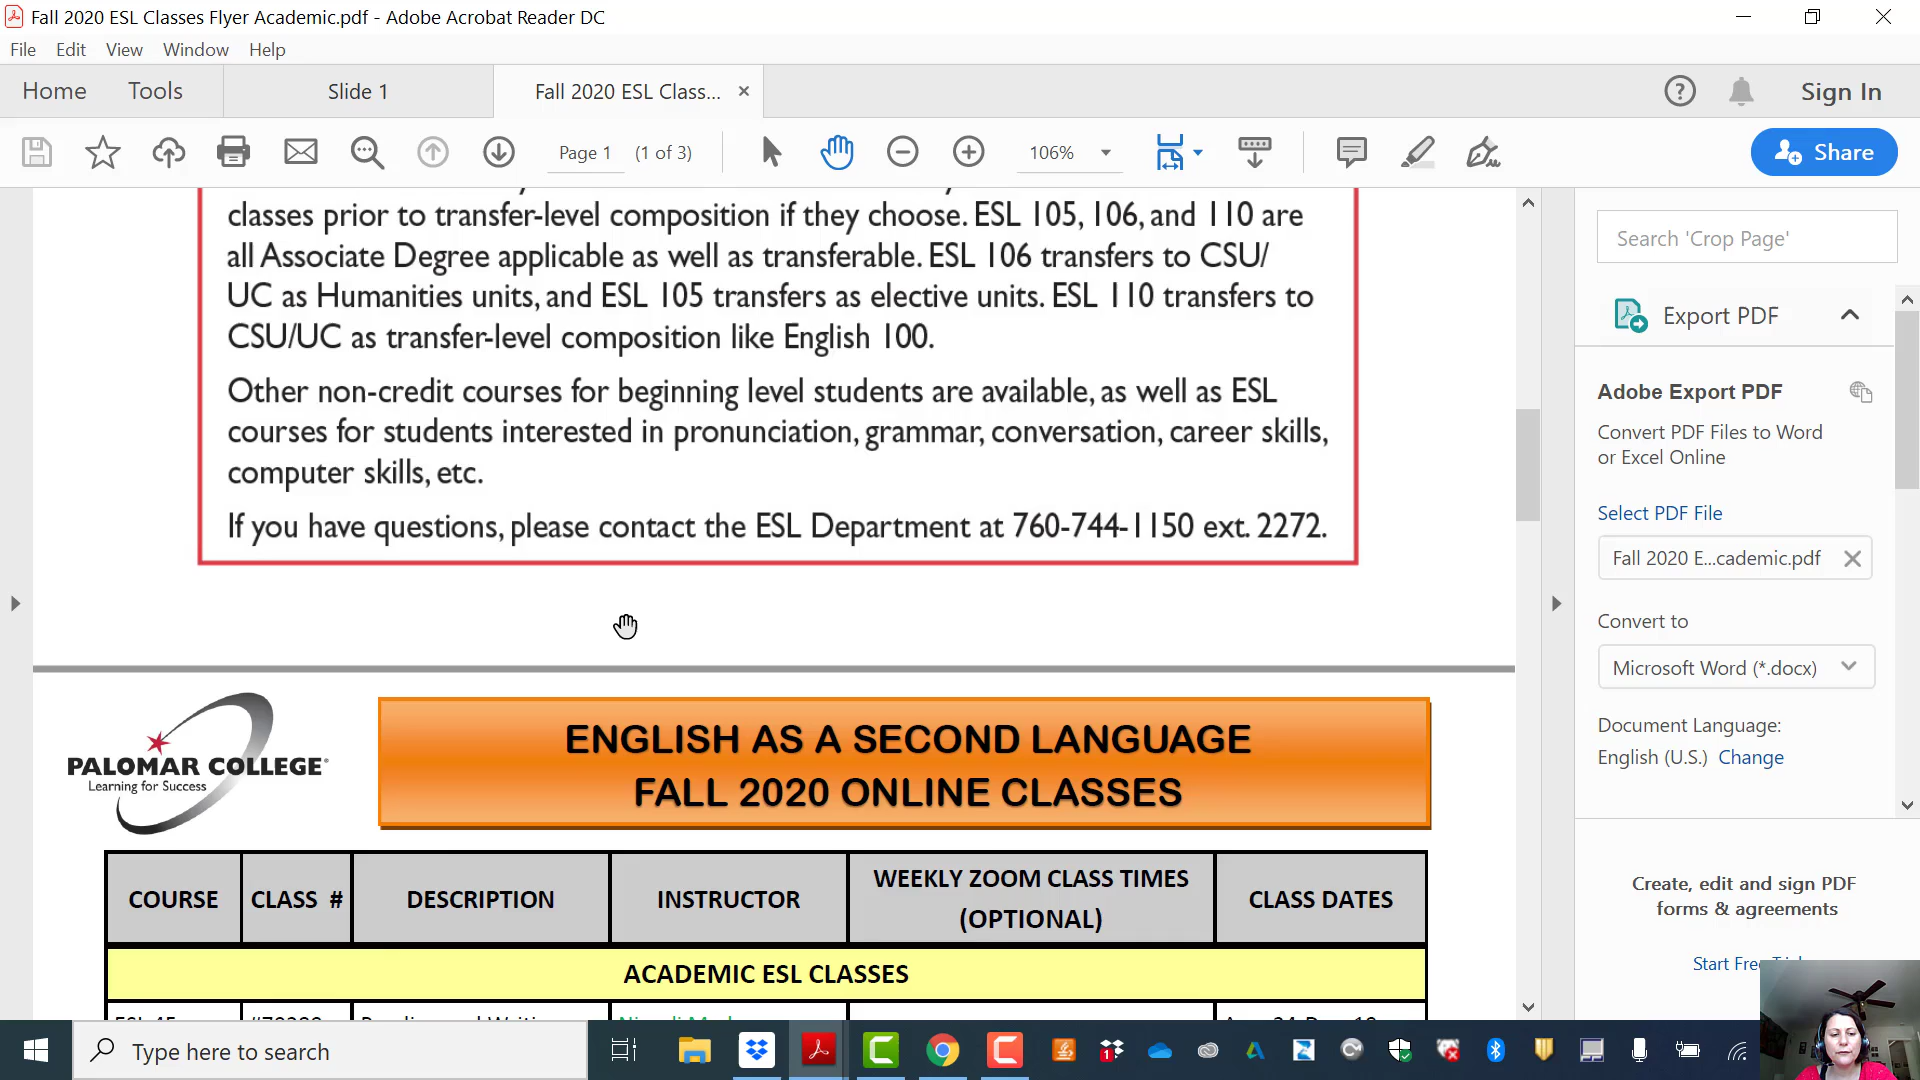 Fall 2020 ESL Classes Flyer Academic.pdf - Adobe Acrobat Reader DC
File Edit View Window Help
Home Tools Slide 1 Fall 2020 ESL Class... × Sign In
Page 1 (1 of 3) 106% Share
classes prior to transfer-level composition if they choose. ESL 105, 106, and 110 are
all Associate Degree applicable as well as transferable. ESL 106 transfers to CSU/
UC as Humanities units, and ESL 105 transfers as elective units. ESL 110 transfers to
CSU/UC as transfer-level composition like English 100.
Other non-credit courses for beginning level students are available, as well as ESL
courses for students interested in pronunciation, grammar, conversation, career skills,
computer skills, etc.
If you have questions, please contact the ESL Department at 760-744-1150 ext. 2272.
PALOMAR COLLEGE
Learning for Success
ENGLISH AS A SECOND LANGUAGE
FALL 2020 ONLINE CLASSES
COURSE CLASS # DESCRIPTION INSTRUCTOR WEEKLY ZOOM CLASS TIMES (OPTIONAL) CLASS DATES
ACADEMIC ESL CLASSES
Search 'Crop Page'
Export PDF
Adobe Export PDF
Convert PDF Files to Word
or Excel Online
Select PDF File
Fall 2020 E...cademic.pdf
Convert to
Microsoft Word (*.docx)
Document Language:
English (U.S.) Change
Create, edit and sign PDF
forms & agreements
Start Free
Type here to search